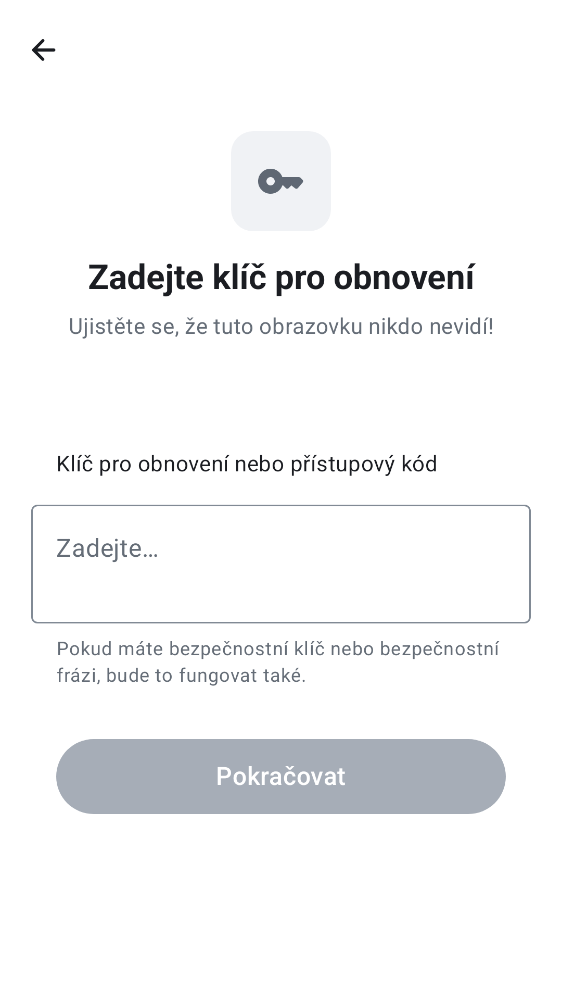 Zadejte klíč pro obnovení
Ujistěte se, že tuto obrazovku nikdo nevidí!
Klíč pro obnovení nebo přístupový kód
Zadejte…
Pokud máte bezpečnostní klíč nebo bezpečnostní
frázi, bude to fungovat také.
Pokračovat